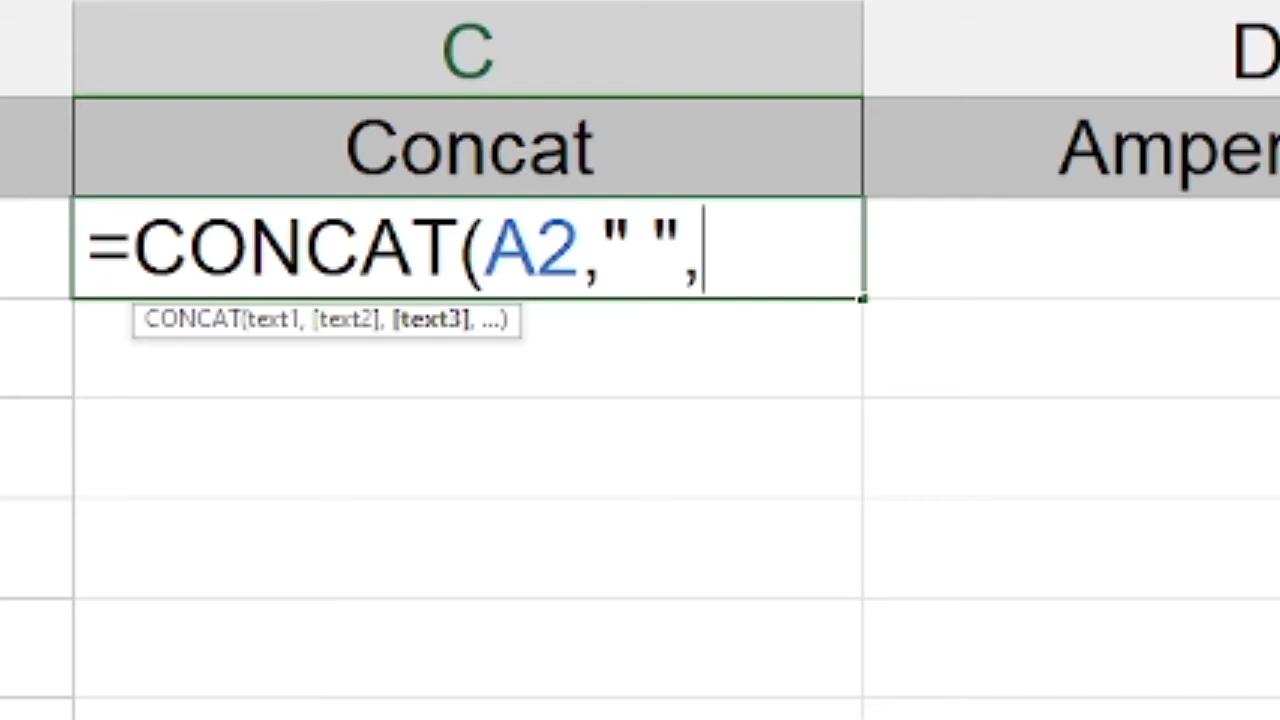 C D
Concat Amper
=CONCAT(A2," ",
CONCAT(text1, [text2], [text3], ...)